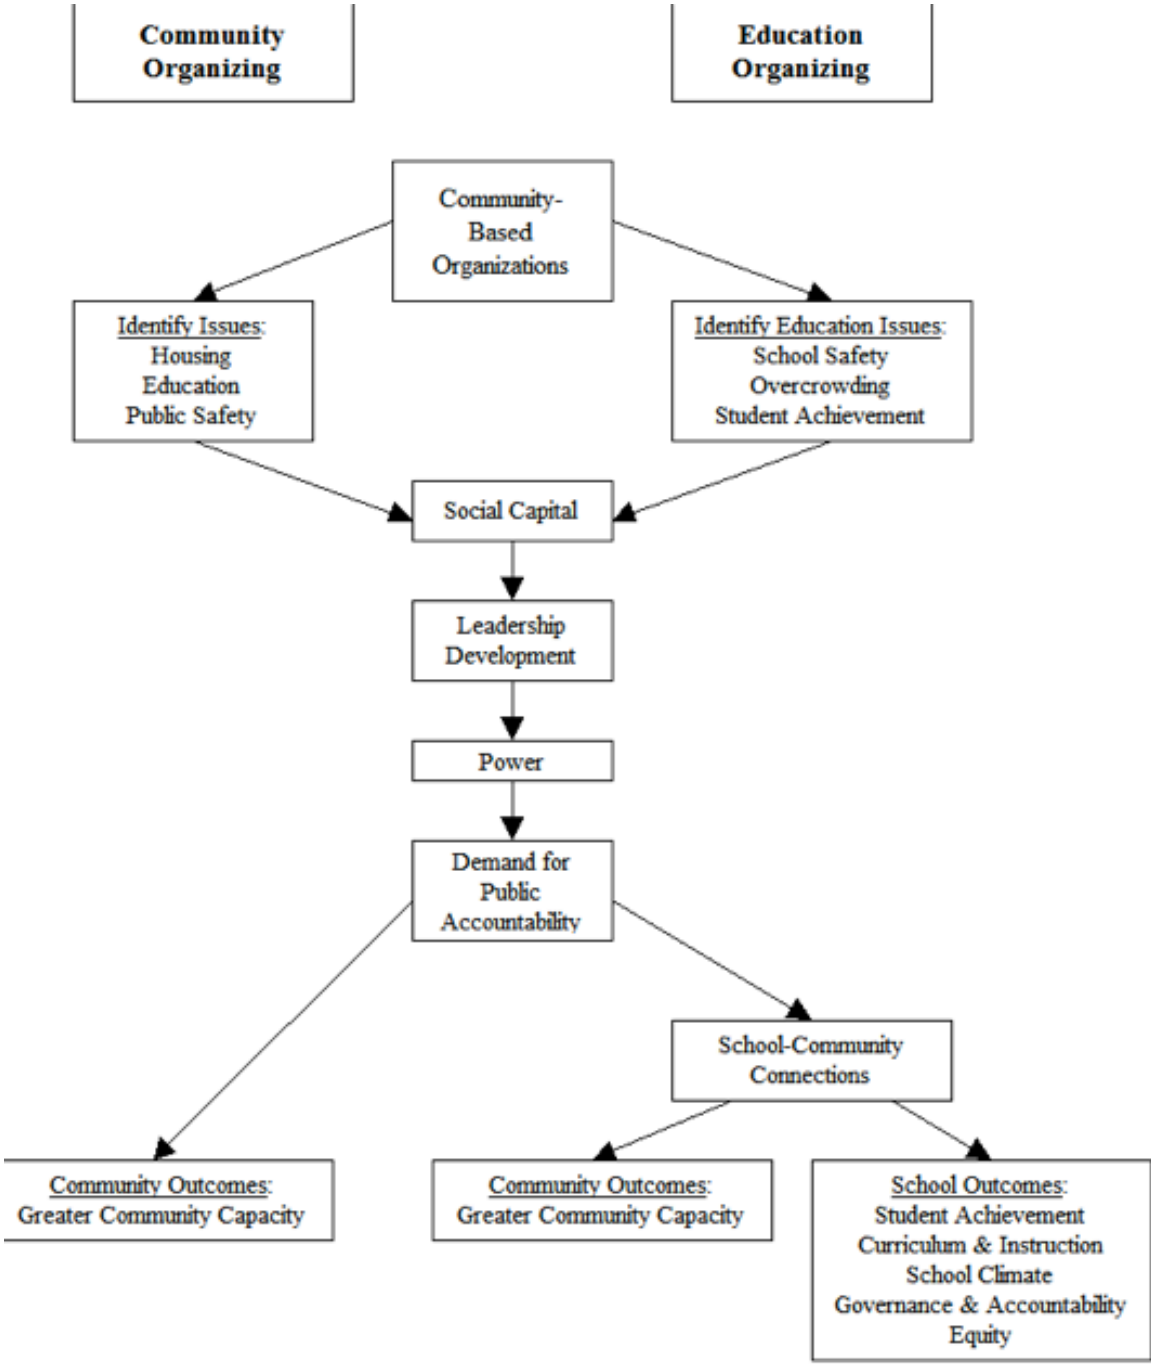 Community
Organizing
Education
Organizing
Community-
Based
Organizations
Identify Issues:
Housing
Education
Public Safety
Identify Education Issues:
School Safety
Overcrowding
Student Achievement
Social Capital
Leadership
Development
Power
Demand for
Public
Accountability
School-Community
Connections
Community Outcomes:
Greater Community Capacity
Community Outcomes:
Greater Community Capacity
School Outcomes:
Student Achievement
Curriculum & Instruction
School Climate
Governance & Accountability
Equity